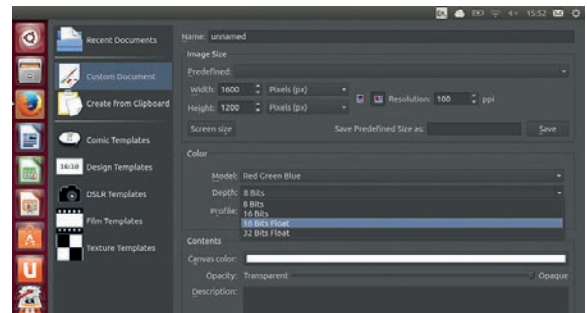 EN 15:52
Recent Documents
Custom Document
Create from Clipboard
Comic Templates
16:10 Design Templates
DSLR Templates
Film Templates
Texture Templates
Name: unnamed
Image Size
Predefined:
Width: 1600 Pixels (px)
Height: 1200 Pixels (px)
Resolution: 100 ppi
Screen size Save Predefined Size as: Save
Color
Model: Red Green Blue
Depth: 8 Bits
8 Bits
Profile: 16 Bits
16 Bits Float
32 Bits Float
Contents
Canvas color:
Opacity: Transparent Opaque
Description: